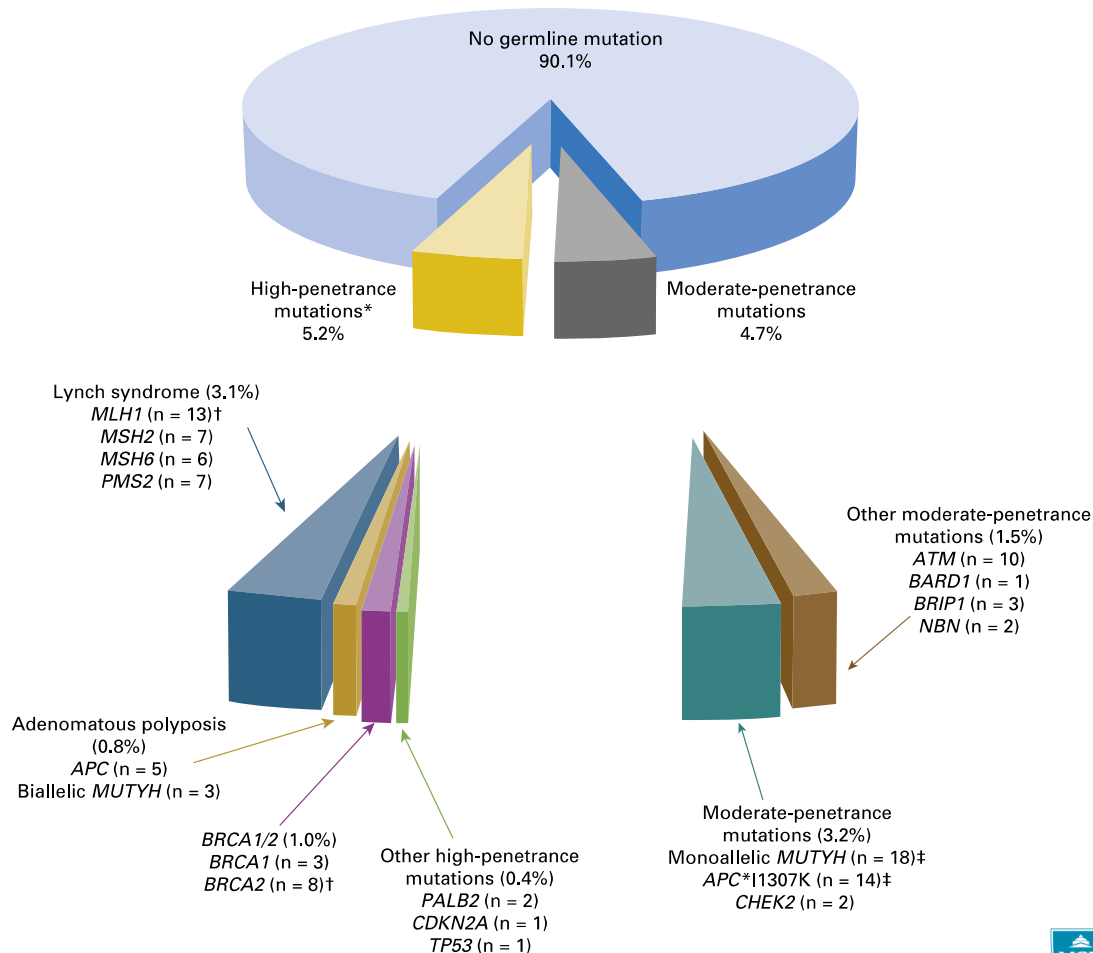 No germline mutation
90.1%
High-penetrance
mutations*
5.2%
Moderate-penetrance
mutations
4.7%
Lynch syndrome (3.1%)
MLH1 (n = 13)†
MSH2 (n = 7)
MSH6 (n = 6)
PMS2 (n = 7)
Other moderate-penetrance
mutations (1.5%)
ATM (n = 10)
BARD1 (n = 1)
BRIP1 (n = 3)
NBN (n = 2)
Adenomatous polyposis
(0.8%)
APC (n = 5)
Biallelic MUTYH (n = 3)
BRCA1/2 (1.0%)
BRCA1 (n = 3)
BRCA2 (n = 8)†
Other high-penetrance
mutations (0.4%)
PALB2 (n = 2)
CDKN2A (n = 1)
TP53 (n = 1)
Moderate-penetrance
mutations (3.2%)
Monoallelic MUTYH (n = 18)‡
APC*I1307K (n = 14)‡
CHEK2 (n = 2)